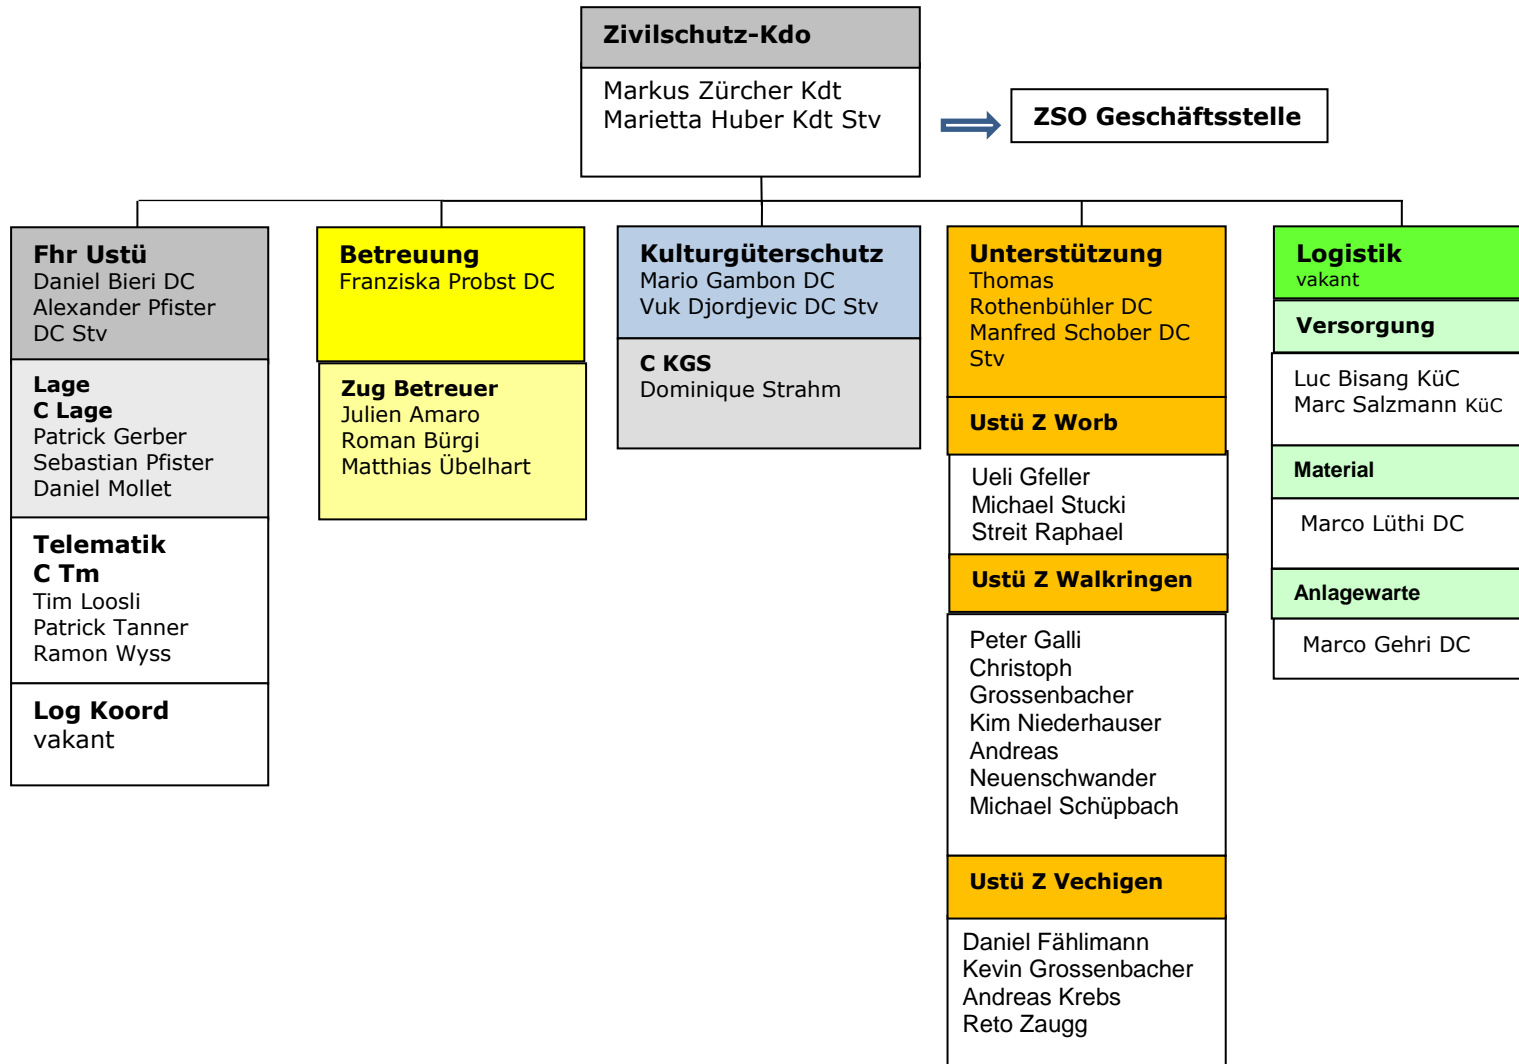 Zivilschutz-Kdo
Markus Zürcher Kdt
Marietta Huber Kdt Stv
ZSO Geschäftsstelle
Fhr Ustü
Daniel Bieri DC
Alexander Pfister
DC Stv
Lage
C Lage
Patrick Gerber
Sebastian Pfister
Daniel Mollet
Telematik
C Tm
Tim Loosli
Patrick Tanner
Ramon Wyss
Log Koord
vakant
Betreuung
Franziska Probst DC
Zug Betreuer
Julien Amaro
Roman Bürgi
Matthias Übelhart
Kulturgüterschutz
Mario Gambon DC
Vuk Djordjevic DC Stv
C KGS
Dominique Strahm
Unterstützung
Thomas
Rothenbühler DC
Manfred Schober DC
Stv
Ustü Z Worb
Ueli Gfeller
Michael Stucki
Streit Raphael
Ustü Z Walkringen
Peter Galli
Christoph
Grossenbacher
Kim Niederhauser
Andreas
Neuenschwander
Michael Schüpbach
Ustü Z Vechigen
Daniel Fählimann
Kevin Grossenbacher
Andreas Krebs
Reto Zaugg
Logistik
vakant
Versorgung
Luc Bisang KüC
Marc Salzmann KüC
Material
Marco Lüthi DC
Anlagewarte
Marco Gehri DC